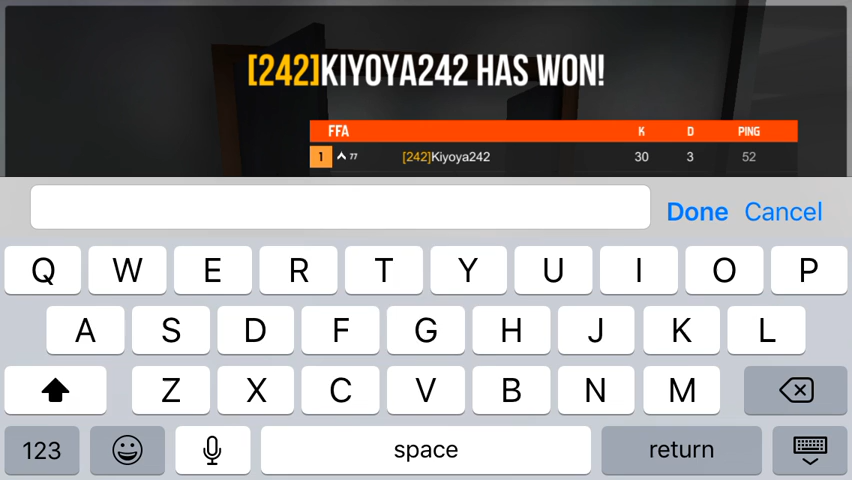 [242]KIYOYA242 HAS WON!
FFA K D PING
1 77 [242]Kiyoya242 30 3 52
Done Cancel
Q W E R T Y U I O P
A S D F G H J K L
Z X C V B N M
123 space return